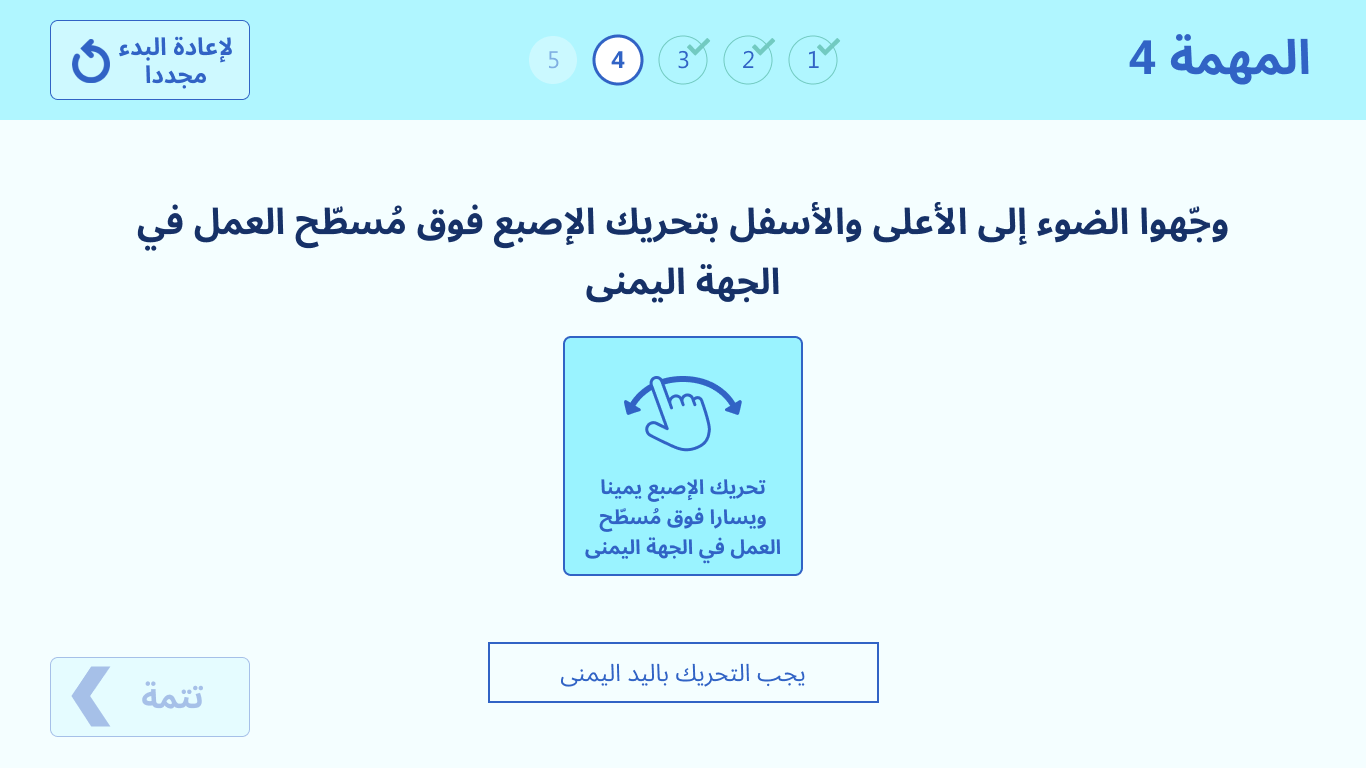 المهمة 4
1
2
3
4
5
لإعادة البدء
مجددا
وجّهوا الضوء إلى الأعلى والأسفل بتحريك الإصبع فوق مُسطّح العمل في
الجهة اليمنى
تحريك الإصبع يمينا
ويسارا فوق مُسطّح
العمل في الجهة اليمنى
يجب التحريك باليد اليمنى
تتمة